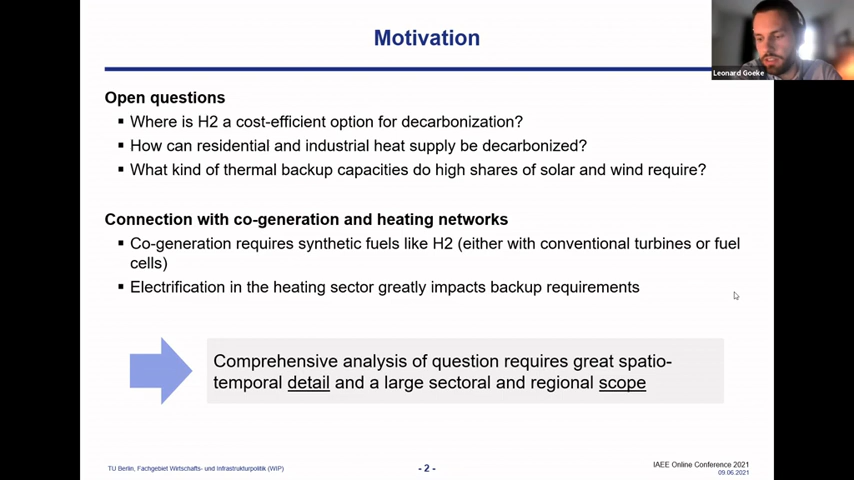 Motivation
Leonard Goeke
Open questions
▪ Where is H2 a cost-efficient option for decarbonization?
▪ How can residential and industrial heat supply be decarbonized?
▪ What kind of thermal backup capacities do high shares of solar and wind require?
Connection with co-generation and heating networks
▪ Co-generation requires synthetic fuels like H2 (either with conventional turbines or fuel
cells)
▪ Electrification in the heating sector greatly impacts backup requirements
Comprehensive analysis of question requires great spatio-
temporal detail and a large sectoral and regional scope
TU Berlin, Fachgebiet Wirtschafts- und Infrastrukturpolitik (WIP)
- 2 -
IAEE Online Conference 2021
09.06.2021